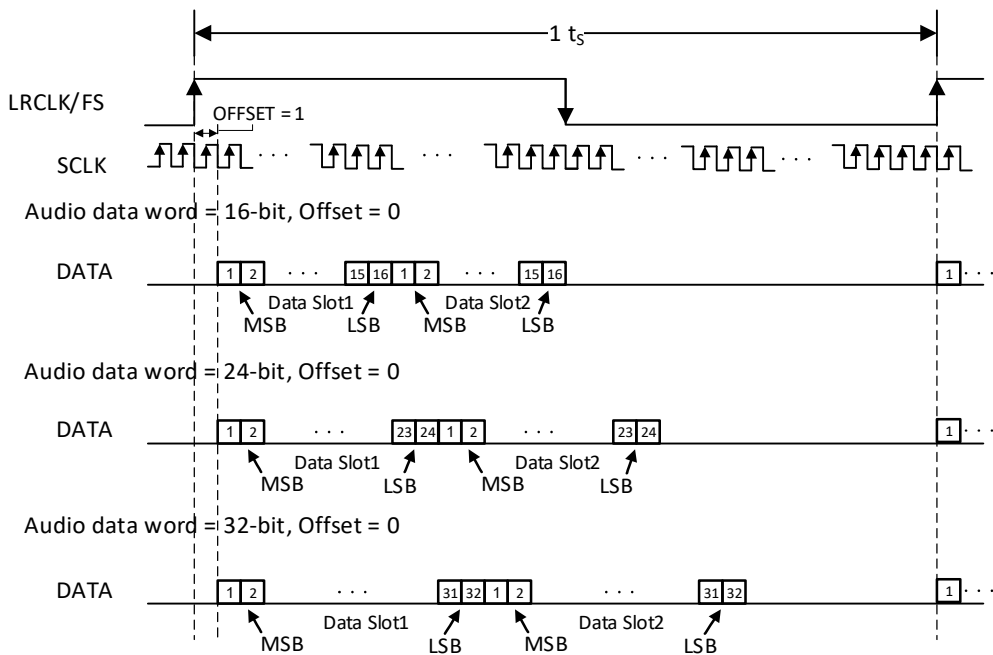 1 tS
LRCLK/FS
OFFSET = 1
SCLK
. . .
. . .
. . .
. . .
. . .
Audio data word = 16-bit, Offset = 0
DATA
1 2 . . . 15 16 1 2 . . . 15 16 1 . . .
Data Slot1 Data Slot2
MSB LSB MSB LSB
Audio data word = 24-bit, Offset = 0
DATA
1 2 . . . 23 24 1 2 . . . 23 24 1 . . .
Data Slot1 Data Slot2
MSB LSB MSB LSB
Audio data word = 32-bit, Offset = 0
DATA
1 2 . . . 31 32 1 2 . . . 31 32 1 . . .
Data Slot1 Data Slot2
MSB LSB MSB LSB